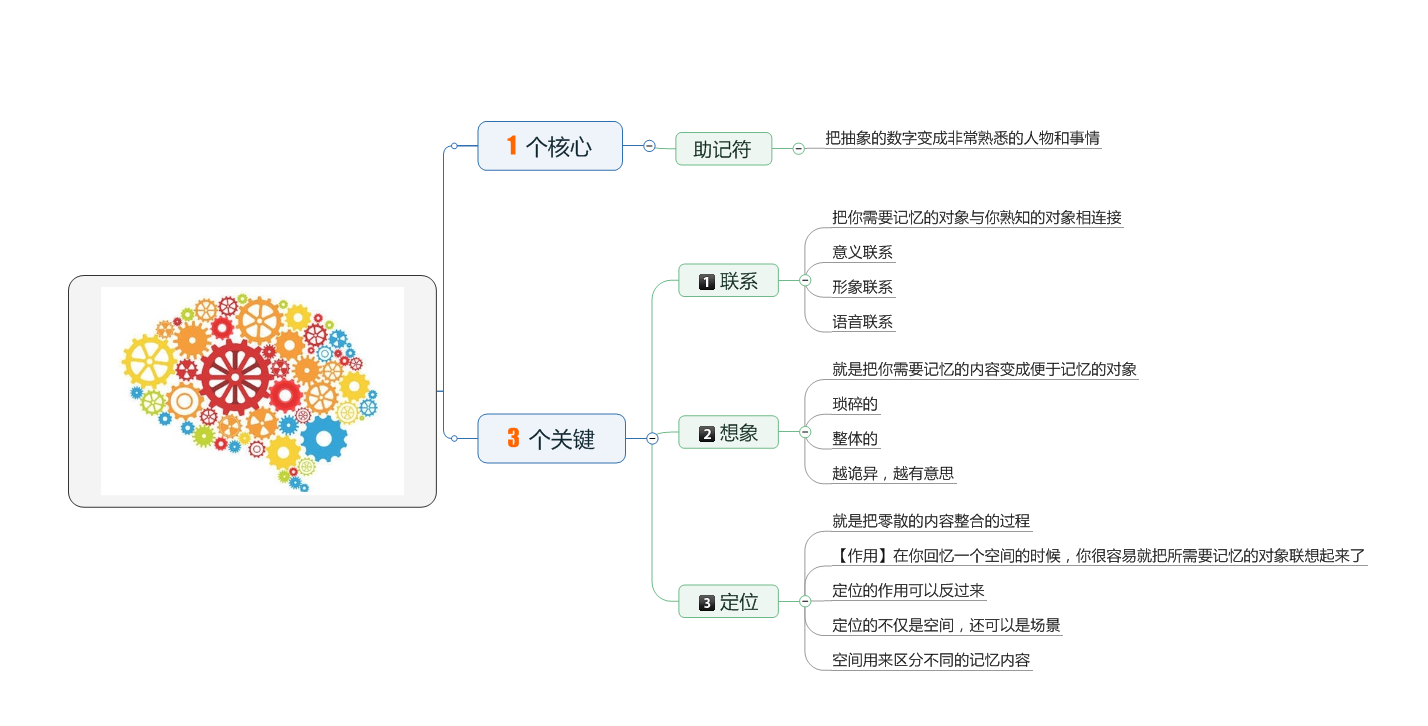 1 个核心
助记符
把抽象的数字变成非常熟悉的人物和事情
3 个关键
1 联系
把你需要记忆的对象与你熟知的对象相连接
意义联系
形象联系
语音联系
2 想象
就是把你需要记忆的内容变成便于记忆的对象
琐碎的
整体的
越诡异，越有意思
3 定位
就是把零散的内容整合的过程
【作用】在你回忆一个空间的时候，你很容易就把所需要记忆的对象联想起来了
定位的作用可以反过来
定位的不仅是空间，还可以是场景
空间用来区分不同的记忆内容